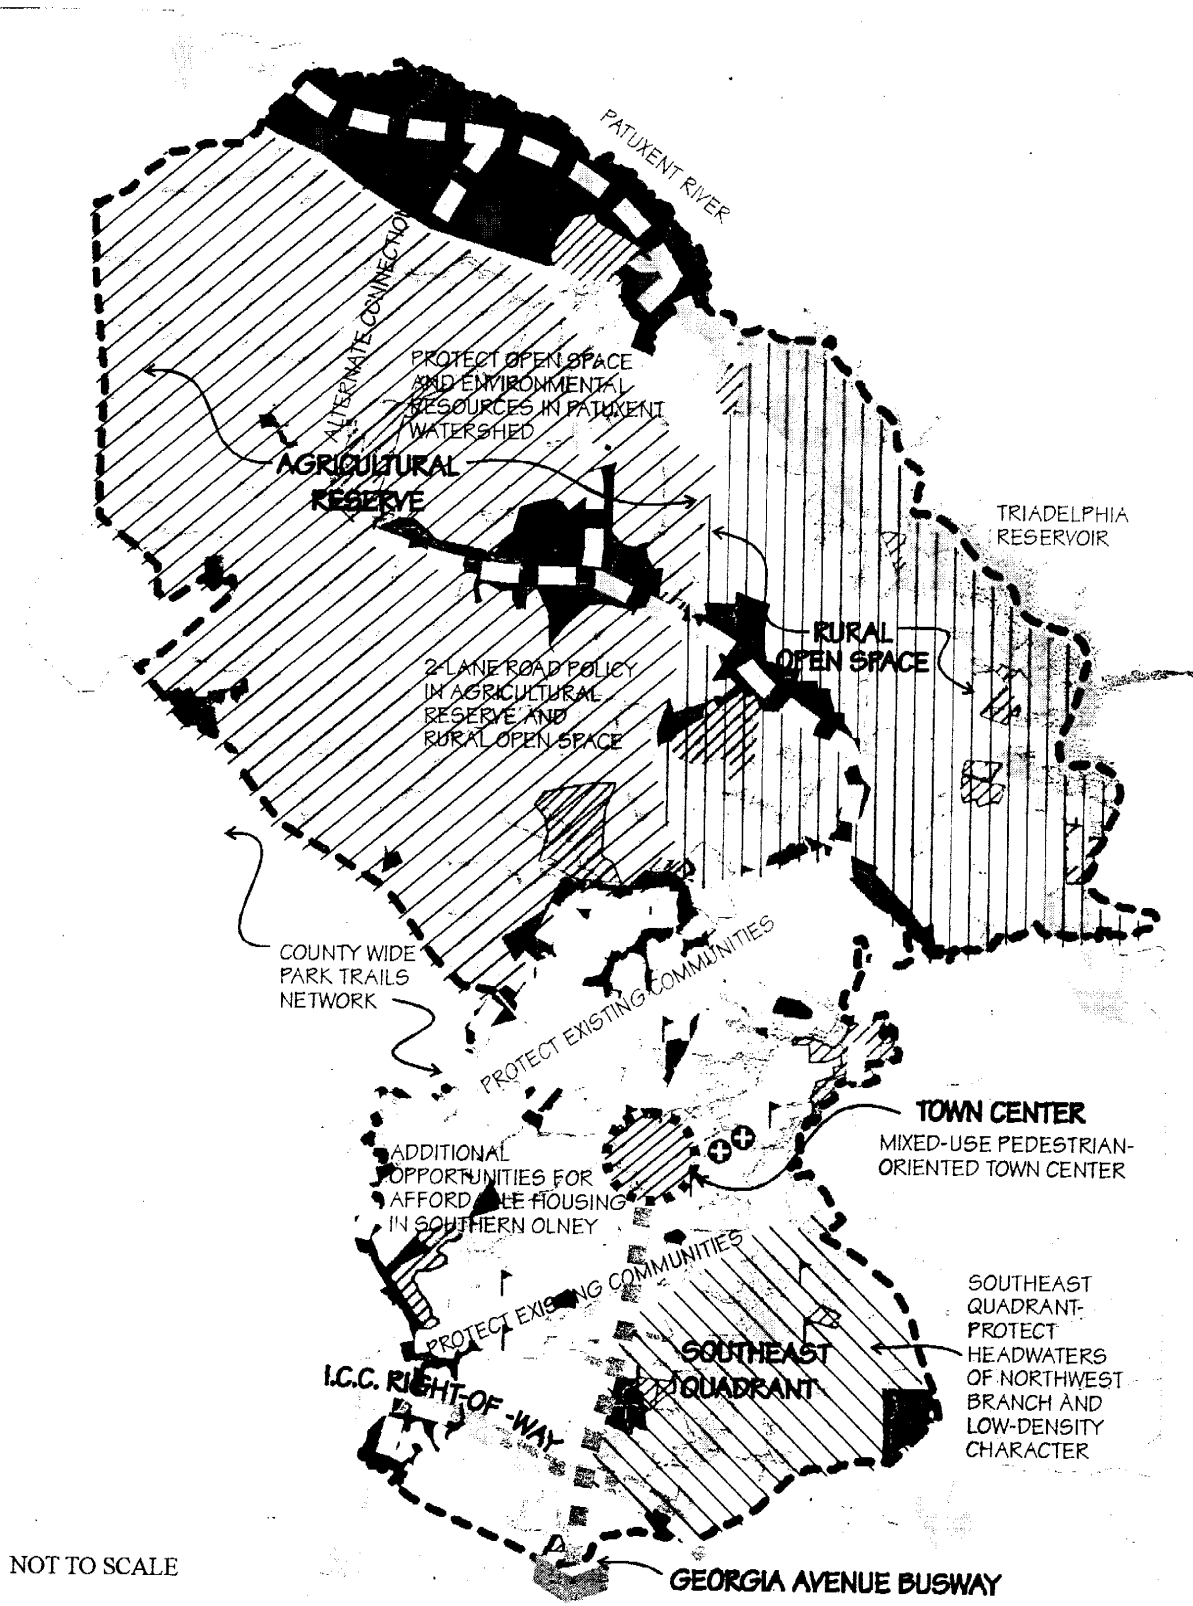 PATUXENT RIVER
ALTERNATE CONNECTION
PROTECT OPEN SPACE
AND ENVIRONMENTAL
RESOURCES IN PATUXENT
WATERSHED
AGRICULTURAL
RESERVE
TRIADELPHIA
RESERVOIR
RURAL
OPEN SPACE
2-LANE ROAD POLICY
IN AGRICULTURAL
RESERVE AND
RURAL OPEN SPACE
COUNTY WIDE
PARK TRAILS
NETWORK
PROTECT EXISTING COMMUNITIES
TOWN CENTER
MIXED-USE PEDESTRIAN-
ORIENTED TOWN CENTER
ADDITIONAL
OPPORTUNITIES FOR
AFFORDABLE HOUSING
IN SOUTHERN OLNEY
PROTECT EXISTING COMMUNITIES
SOUTHEAST
QUADRANT-
PROTECT
HEADWATERS
OF NORTHWEST
BRANCH AND
LOW-DENSITY
CHARACTER
SOUTHEAST
QUADRANT
I.C.C. RIGHT-OF-WAY
NOT TO SCALE
GEORGIA AVENUE BUSWAY